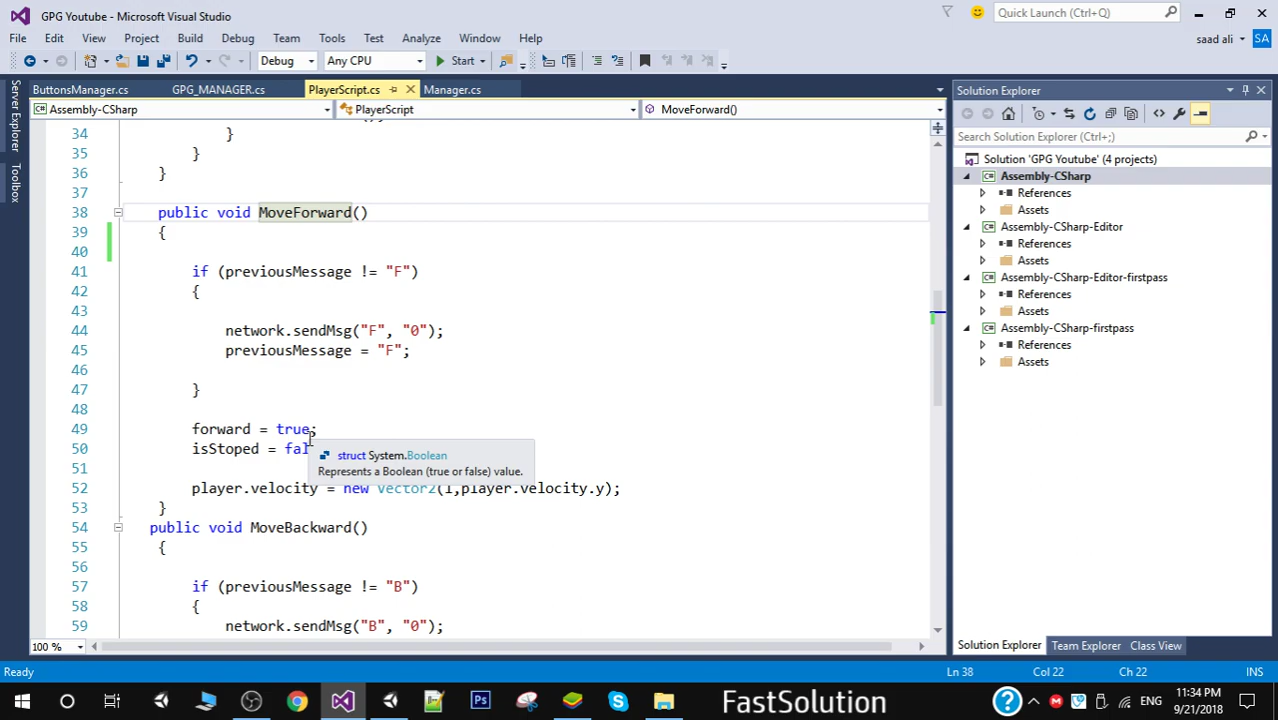 GPG Youtube - Microsoft Visual Studio
Quick Launch (Ctrl+Q)
File Edit View Project Build Debug Team Tools Test Analyze Window Help
saad ali SA
Debug Any CPU Start
Server Explorer
Toolbox
ButtonsManager.cs GPG_MANAGER.cs PlayerScript.cs Manager.cs
Assembly-CSharp PlayerScript MoveForward()
34 }
35 }
36 }
37
38 public void MoveForward()
39 {
40
41 if (previousMessage != "F")
42 {
43
44 network.sendMsg("F", "0");
45 previousMessage = "F";
46
47 }
48
49 forward = true;
50 isStoped = fal
struct System.Boolean
Represents a Boolean (true or false) value.
51
52 player.velocity = new Vector2(1,player.velocity.y);
53 }
54 public void MoveBackward()
55 {
56
57 if (previousMessage != "B")
58 {
59 network.sendMsg("B", "0");
100 %
Solution Explorer
Search Solution Explorer (Ctrl+;)
Solution 'GPG Youtube' (4 projects)
Assembly-CSharp
References
Assets
Assembly-CSharp-Editor
References
Assets
Assembly-CSharp-Editor-firstpass
References
Assets
Assembly-CSharp-firstpass
References
Assets
Solution Explorer Team Explorer Class View
Ready Ln 38 Col 22 Ch 22 INS
FastSolution
ENG
11:34 PM
9/21/2018